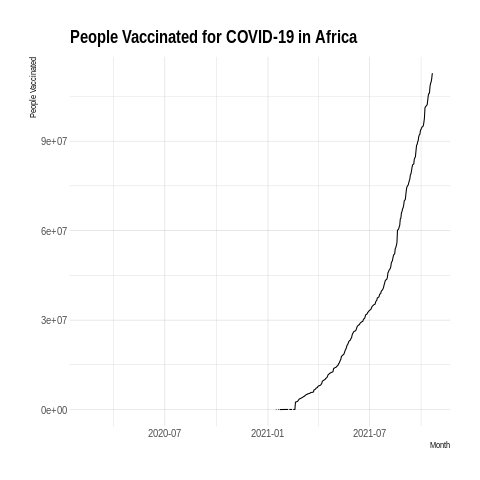 People Vaccinated for COVID-19 in Africa
People Vaccinated
9e+07
6e+07
3e+07
0e+00
2020-07
2021-01
2021-07
Month